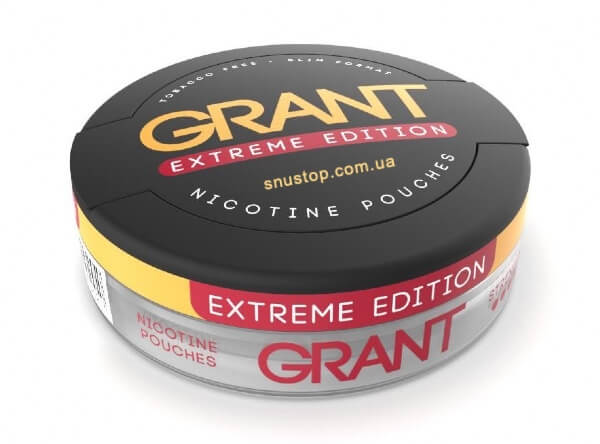 TOBACCO FREE • SLIM FORMAT
GRANT
EXTREME EDITION
snustop.com.ua
NICOTINE POUCHES
EXTREME EDITION
NICOTINE
POUCHES
GRANT